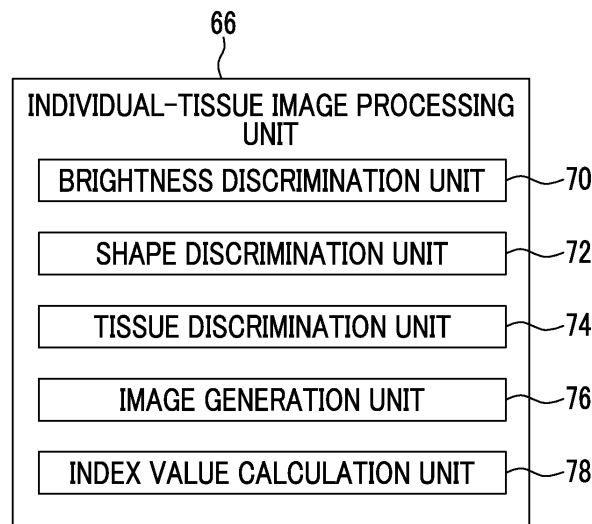 66
INDIVIDUAL-TISSUE IMAGE PROCESSING
UNIT
BRIGHTNESS DISCRIMINATION UNIT 70
SHAPE DISCRIMINATION UNIT 72
TISSUE DISCRIMINATION UNIT 74
IMAGE GENERATION UNIT 76
INDEX VALUE CALCULATION UNIT 78